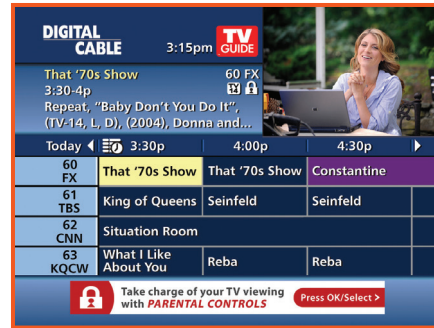 DIGITAL
CABLE
3:15pm
TV
GUIDE
That '70s Show
60 FX
3:30-4p
TV
Repeat, "Baby Don't You Do It",
(TV-14, L, D), (2004), Donna and...
Today
3:30p
4:00p
4:30p
60
FX
That '70s Show
That '70s Show
Constantine
61
TBS
King of Queens
Seinfeld
Seinfeld
62
CNN
Situation Room
63
KQCW
What I Like
About You
Reba
Reba
Take charge of your TV viewing
with PARENTAL CONTROLS
Press OK/Select >